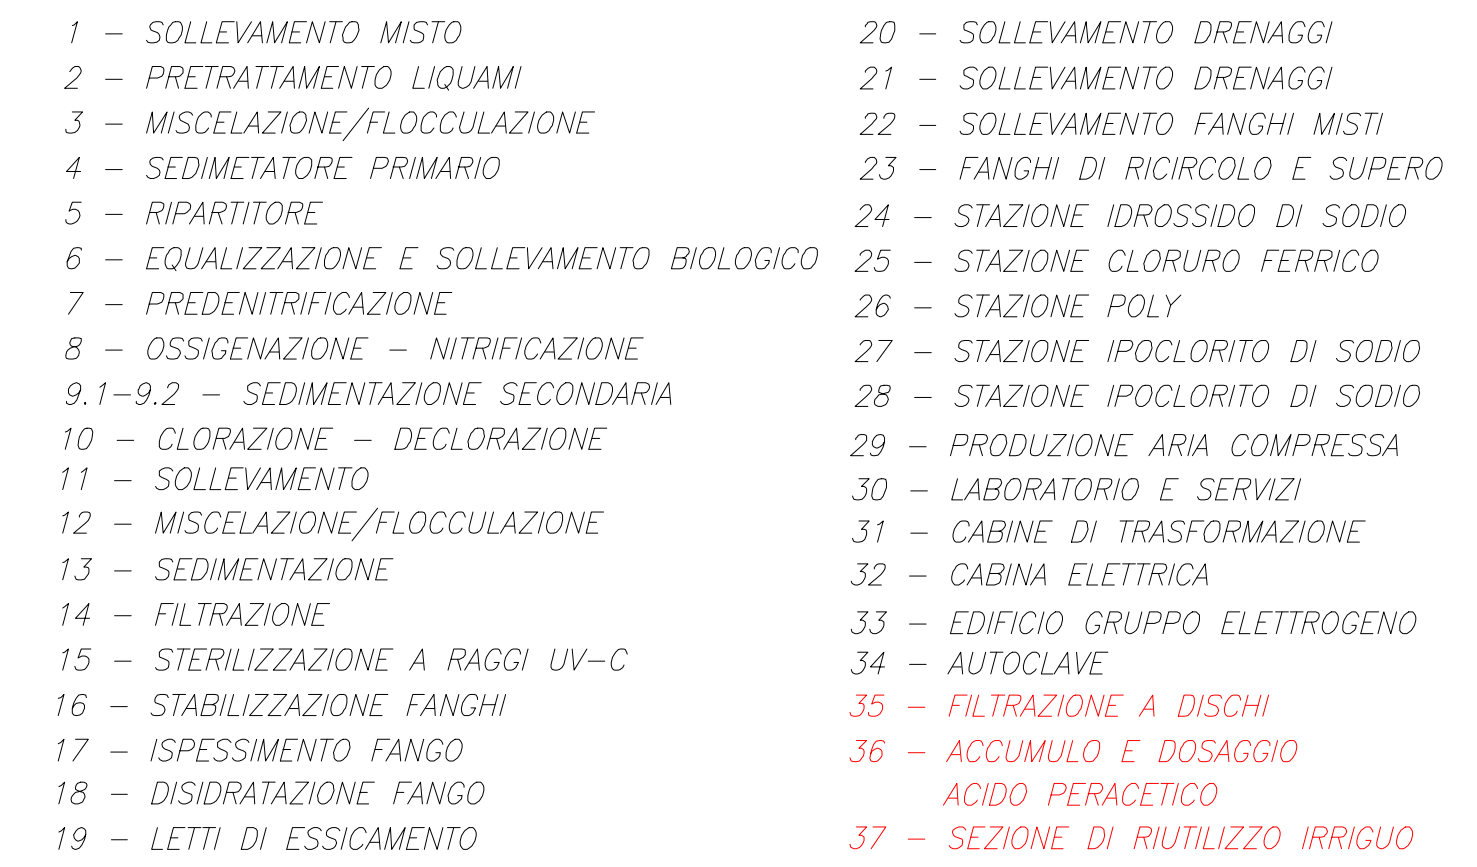 1 – SOLLEVAMENTO MISTO
2 – PRETRATTAMENTO LIQUAMI
3 – MISCELAZIONE/FLOCCULAZIONE
4 – SEDIMETATORE PRIMARIO
5 – RIPARTITORE
6 – EQUALIZZAZIONE E SOLLEVAMENTO BIOLOGICO
7 – PREDENITRIFICAZIONE
8 – OSSIGENAZIONE – NITRIFICAZIONE
9.1–9.2 – SEDIMENTAZIONE SECONDARIA
10 – CLORAZIONE – DECLORAZIONE
11 – SOLLEVAMENTO
12 – MISCELAZIONE/FLOCCULAZIONE
13 – SEDIMENTAZIONE
14 – FILTRAZIONE
15 – STERILIZZAZIONE A RAGGI UV–C
16 – STABILIZZAZIONE FANGHI
17 – ISPESSIMENTO FANGO
18 – DISIDRATAZIONE FANGO
19 – LETTI DI ESSICAMENTO
20 – SOLLEVAMENTO DRENAGGI
21 – SOLLEVAMENTO DRENAGGI
22 – SOLLEVAMENTO FANGHI MISTI
23 – FANGHI DI RICIRCOLO E SUPERO
24 – STAZIONE IDROSSIDO DI SODIO
25 – STAZIONE CLORURO FERRICO
26 – STAZIONE POLY
27 – STAZIONE IPOCLORITO DI SODIO
28 – STAZIONE IPOCLORITO DI SODIO
29 – PRODUZIONE ARIA COMPRESSA
30 – LABORATORIO E SERVIZI
31 – CABINE DI TRASFORMAZIONE
32 – CABINA ELETTRICA
33 – EDIFICIO GRUPPO ELETTROGENO
34 – AUTOCLAVE
35 – FILTRAZIONE A DISCHI
36 – ACCUMULO E DOSAGGIO
ACIDO PERACETICO
37 – SEZIONE DI RIUTILIZZO IRRIGUO